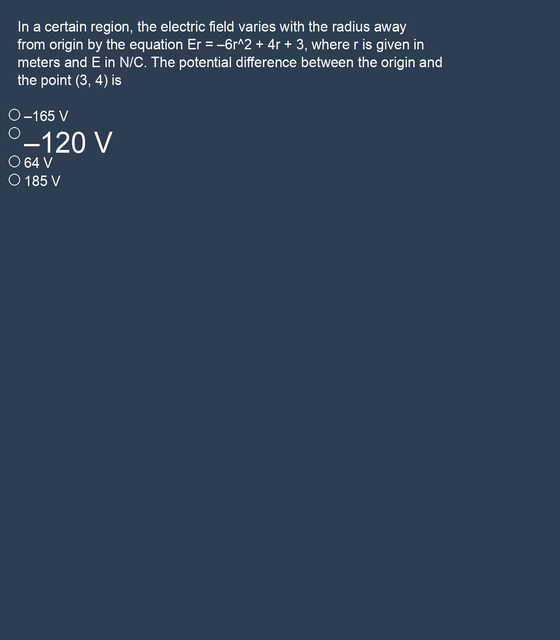 In a certain region, the electric field varies with the radius away
from origin by the equation Er = –6r^2 + 4r + 3, where r is given in
meters and E in N/C. The potential difference between the origin and
the point (3, 4) is
–165 V
–120 V
64 V
185 V